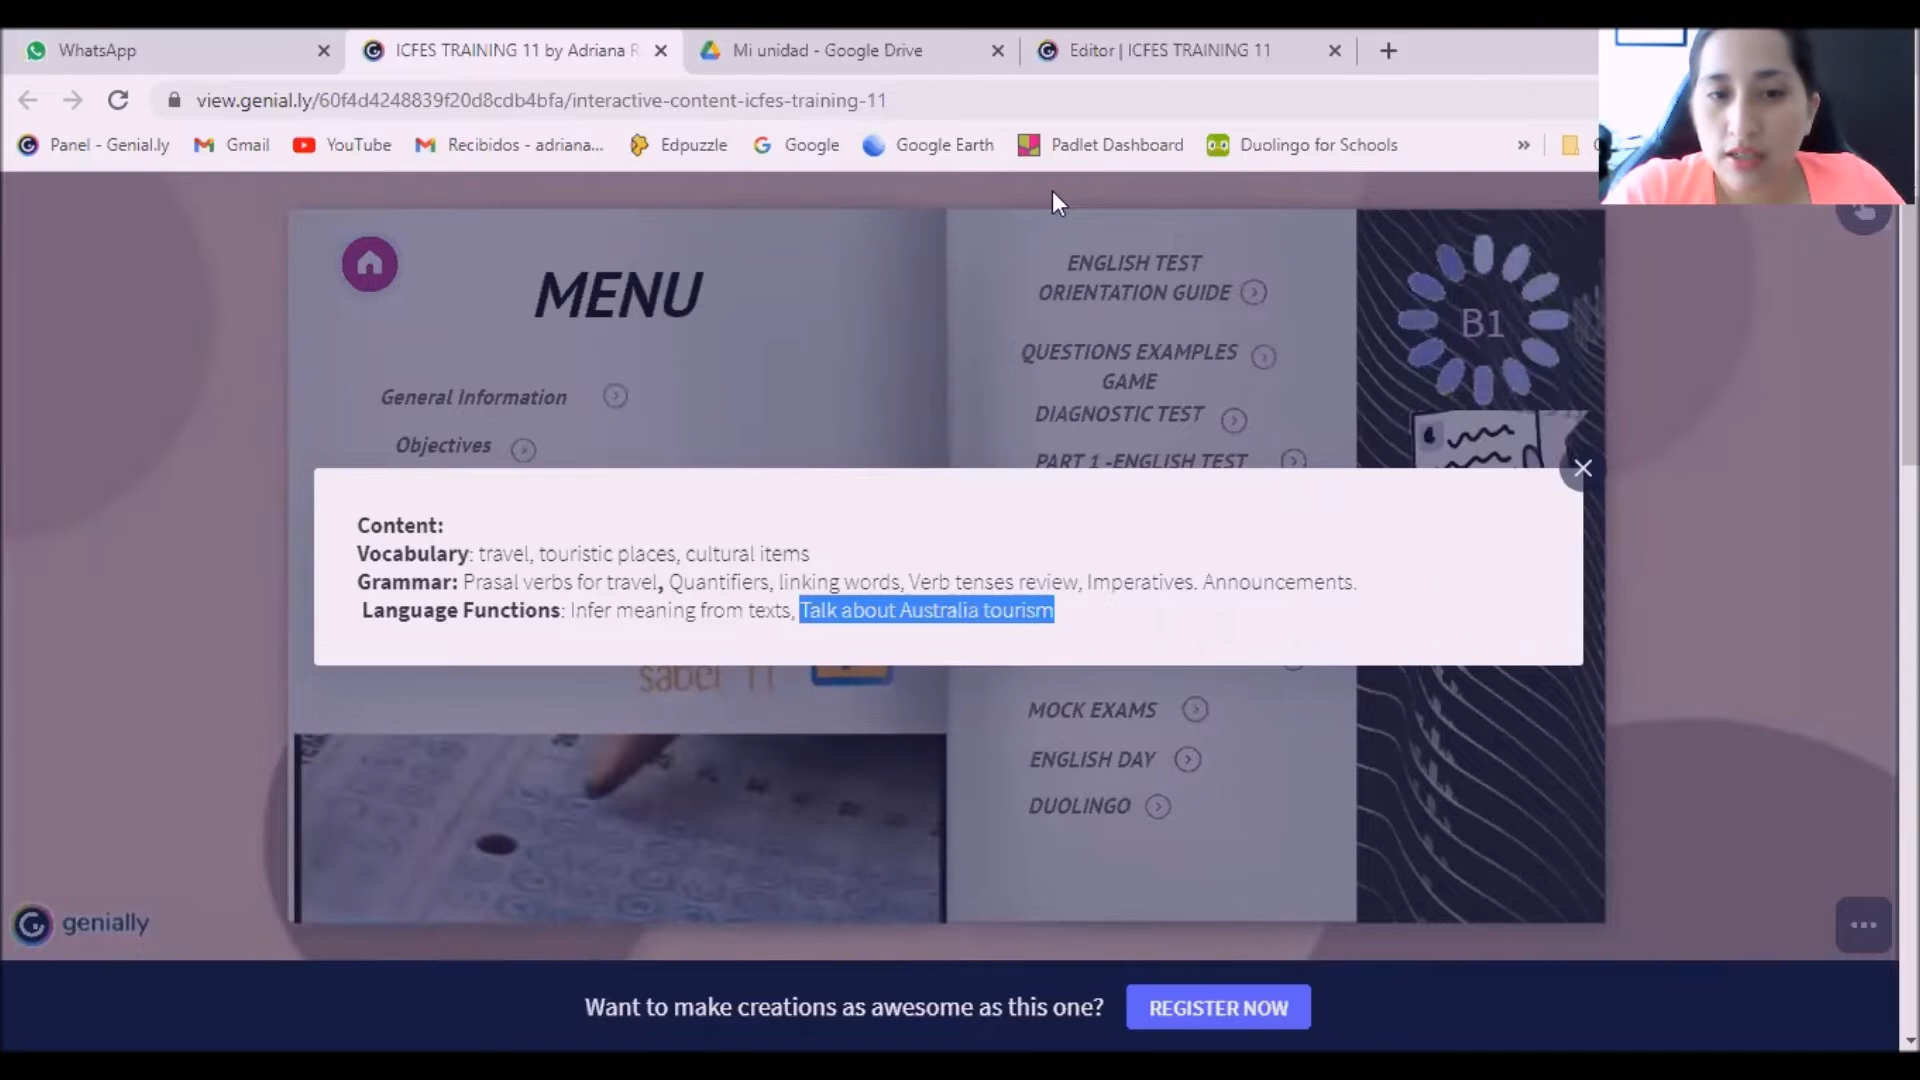 WhatsApp
ICFES TRAINING 11 by Adriana R
Mi unidad - Google Drive
Editor | ICFES TRAINING 11
view.genial.ly/60f4d4248839f20d8cdb4bfa/interactive-content-icfes-training-11
Panel - Genial.ly
Gmail
YouTube
Recibidos - adriana...
Edpuzzle
Google
Google Earth
Padlet Dashboard
Duolingo for Schools
MENU
General Information
Objectives
ENGLISH TEST
ORIENTATION GUIDE
QUESTIONS EXAMPLES
GAME
DIAGNOSTIC TEST
PART 1 -ENGLISH TEST
B1
Content:
Vocabulary: travel, touristic places, cultural items
Grammar: Prasal verbs for travel, Quantifiers, linking words, Verb tenses review, Imperatives. Announcements.
Language Functions: Infer meaning from texts, Talk about Australia tourism
saber 11
MOCK EXAMS
ENGLISH DAY
DUOLINGO
genially
Want to make creations as awesome as this one?
REGISTER NOW